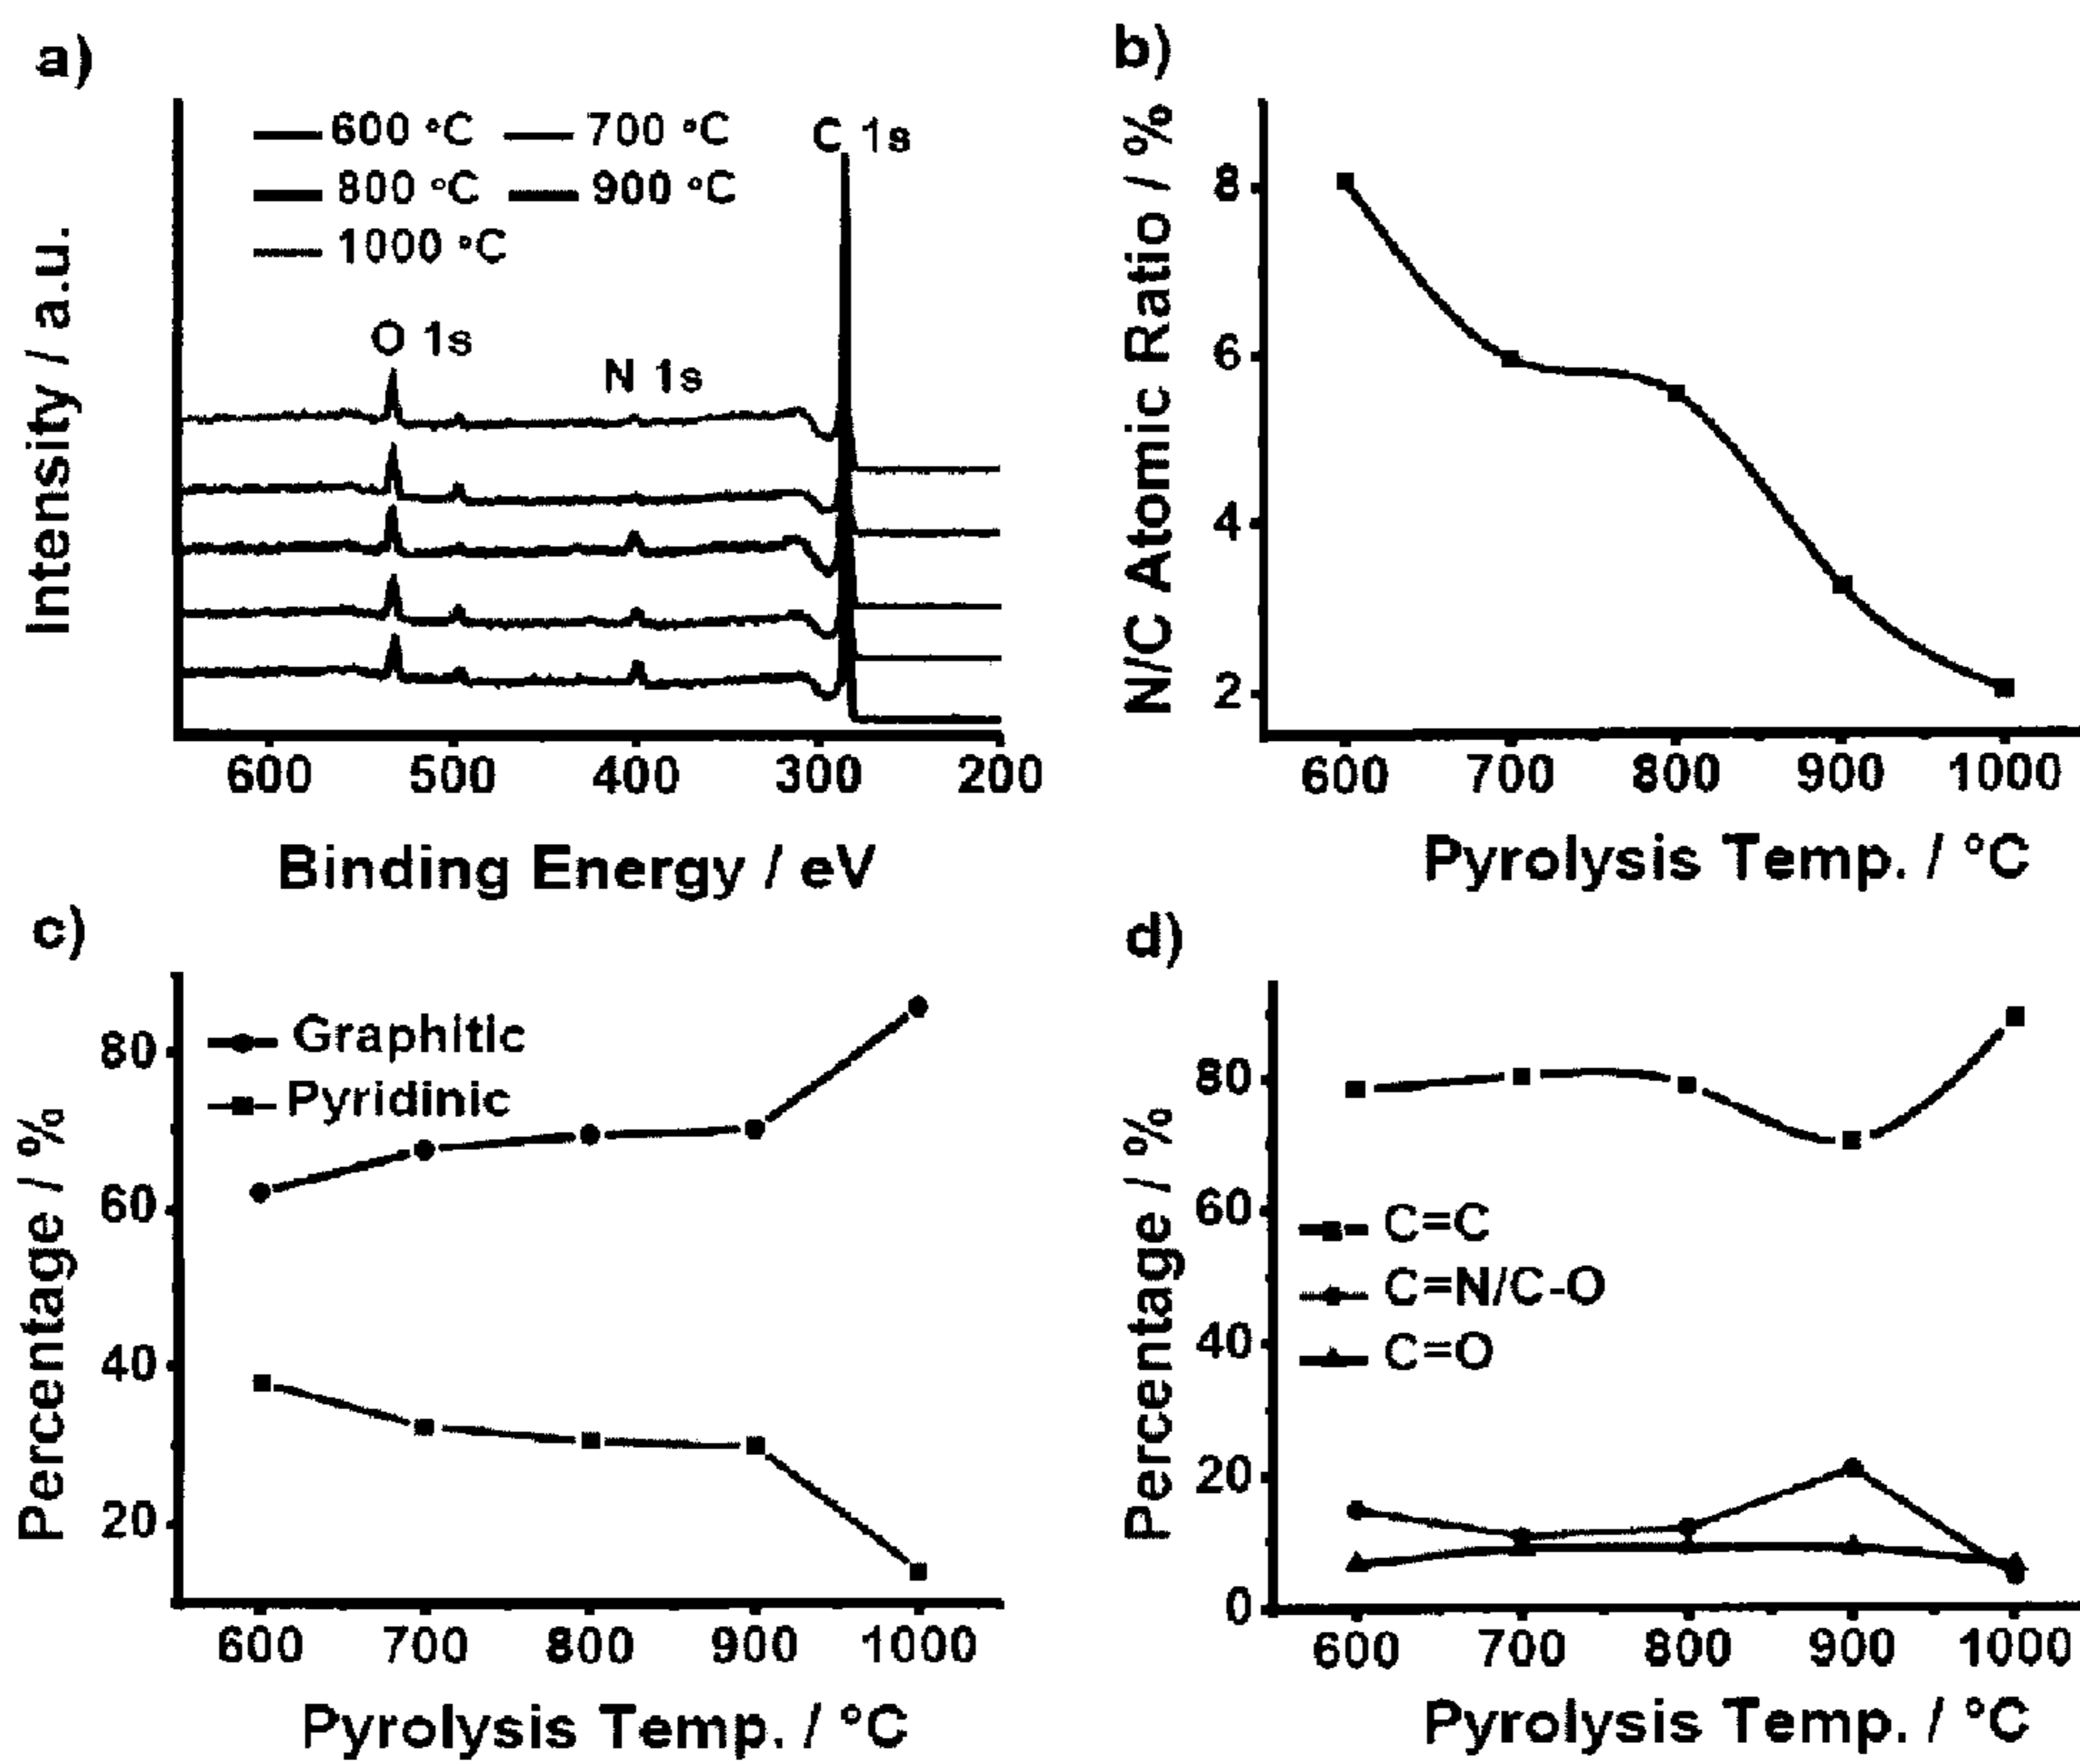 a)
600 °C 700 °C
800 °C 900 °C
1000 °C
C 1s
O 1s
N 1s
Intensity / a.u.
600 500 400 300 200
Binding Energy / eV
b)
N/C Atomic Ratio / %
8
6
4
2
600 700 800 900 1000
Pyrolysis Temp. / °C
c)
Graphitic
Pyridinic
Percentage / %
80
60
40
20
600 700 800 900 1000
Pyrolysis Temp. / °C
d)
Percentage / %
80
60
40
20
0
C=C
C=N/C-O
C=O
600 700 800 900 1000
Pyrolysis Temp. / °C